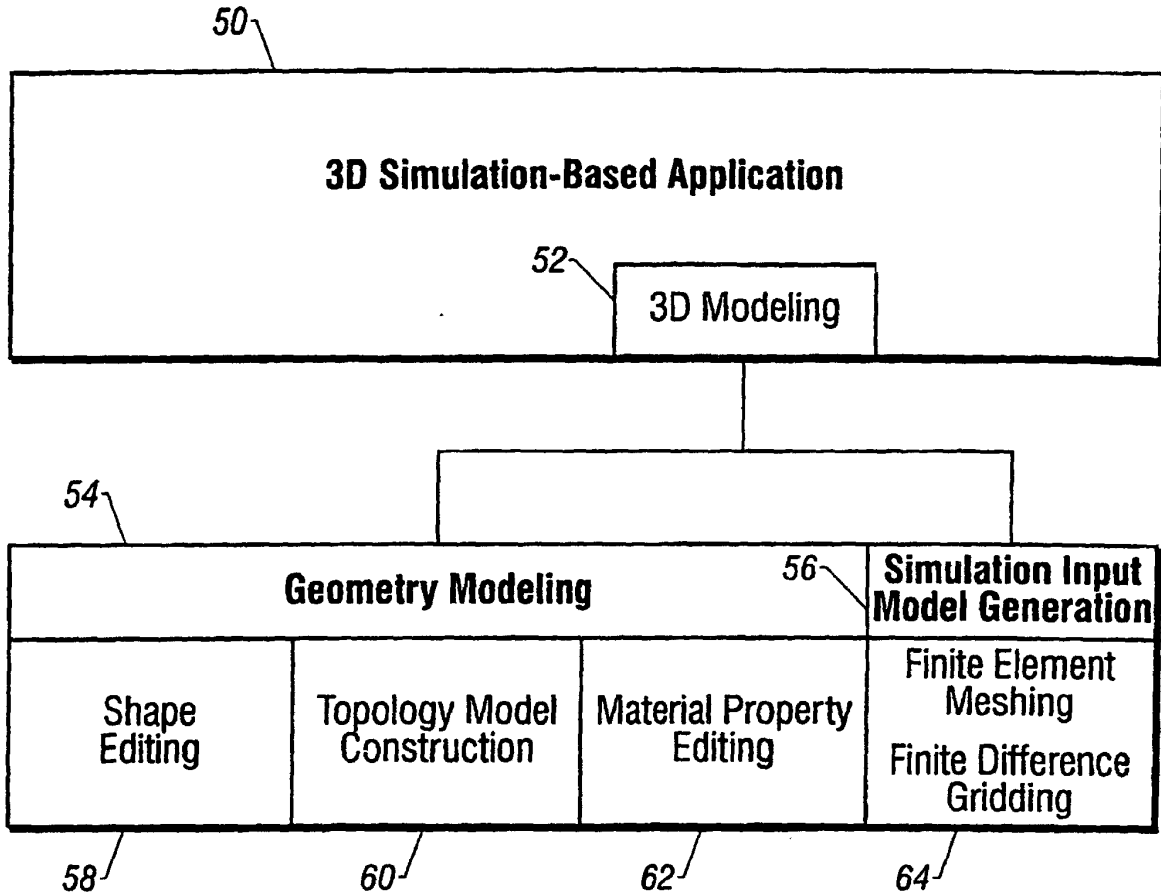 50
3D Simulation-Based Application
52
3D Modeling
54
Geometry Modeling
56
Simulation Input
Model Generation
Shape
Editing
Topology Model
Construction
Material Property
Editing
Finite Element
Meshing
Finite Difference
Gridding
58
60
62
64